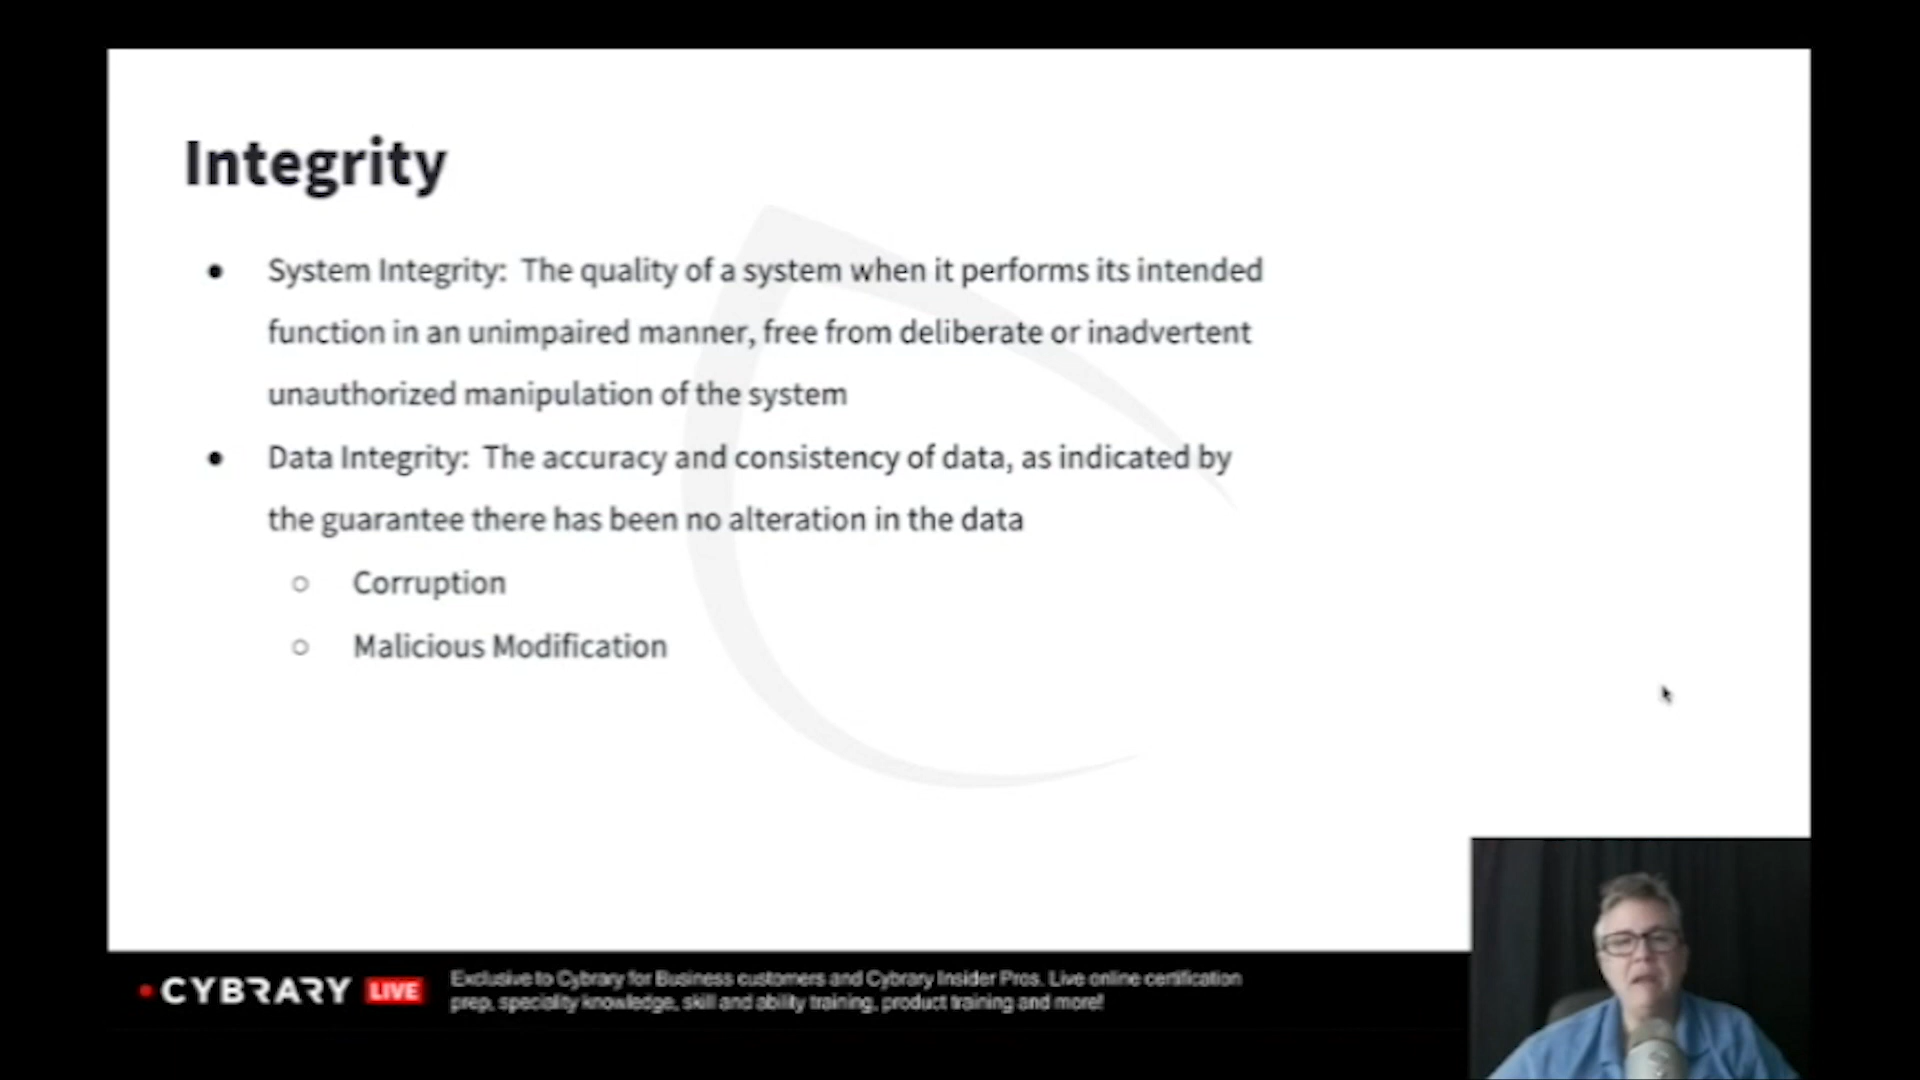 Integrity
● System Integrity: The quality of a system when it performs its intended
function in an unimpaired manner, free from deliberate or inadvertent
unauthorized manipulation of the system
● Data Integrity: The accuracy and consistency of data, as indicated by
the guarantee there has been no alteration in the data
○ Corruption
○ Malicious Modification
CYBRARY LIVE
Exclusive to Cybrary for Business customers and Cybrary Insider Pros. Live online certification
prep, speciality knowledge, skill and ability training, product training and more!